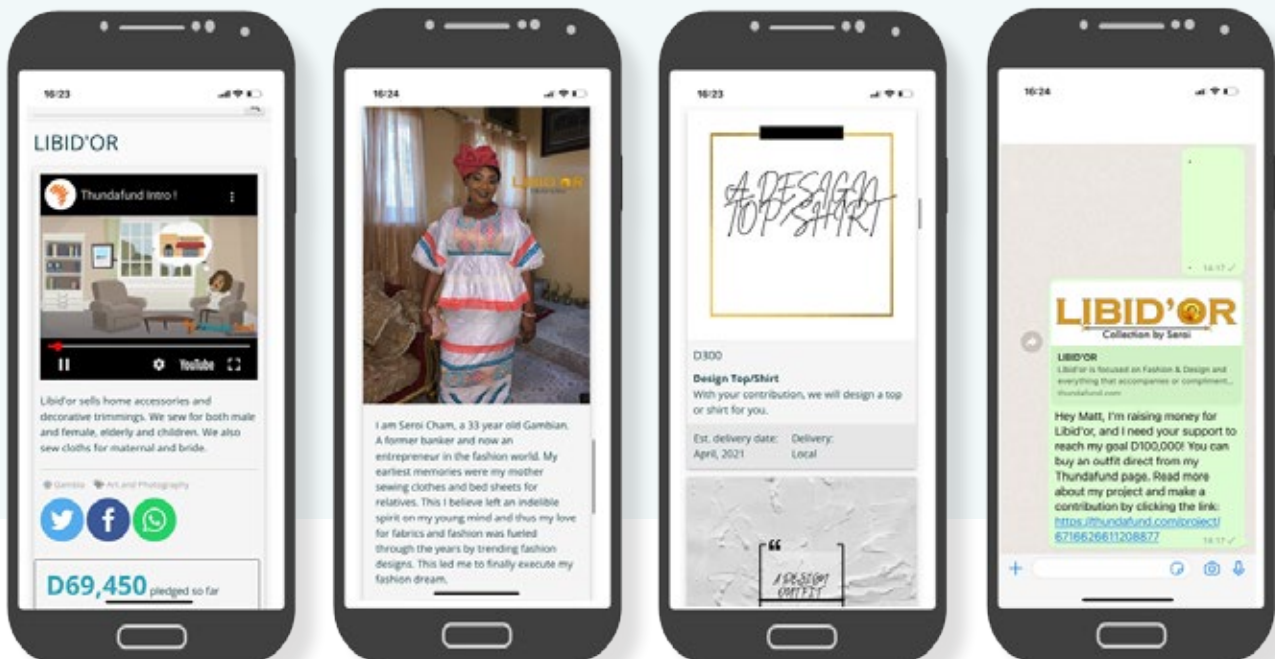 16:23
LIBID'OR
Thundafund Intro !
YouTube
Libid'or sells home accessories and
decorative trimmings. We sew for both male
and female, elderly and children. We also
sew cloths for maternal and bride.
Gambia Art and Photography
D69,450 pledged so far
16:24
LIBID'OR
I am Seroi Cham, a 33 year old Gambian.
A former banker and now an
entrepreneur in the fashion world. My
earliest memories were my mother
sewing clothes and bed sheets for
relatives. This I believe left an indelible
spirit on my young mind and thus my love
for fabrics and fashion was fueled
through the years by trending fashion
designs. This led me to finally execute my
fashion dream.
16:23
A DESIGN
TOP/SHIRT
D300
Design Top/Shirt
With your contribution, we will design a top
or shirt for you.
Est. delivery date: Delivery:
April, 2021 Local
“
A DESIGN
OUTFIT
16:24
14:17
LIBID'OR
Collection by Seroi
LIBID'OR
Libid'or is focused on Fashion & Design and
everything that accompanies or compliment...
thundafund.com
Hey Matt, I'm raising money for
Libid'or, and I need your support to
reach my goal D100,000! You can
buy an outfit direct from my
Thundafund page. Read more
about my project and make a
contribution by clicking the link:
https://thundafund.com/project/
6716626611208877
14:17